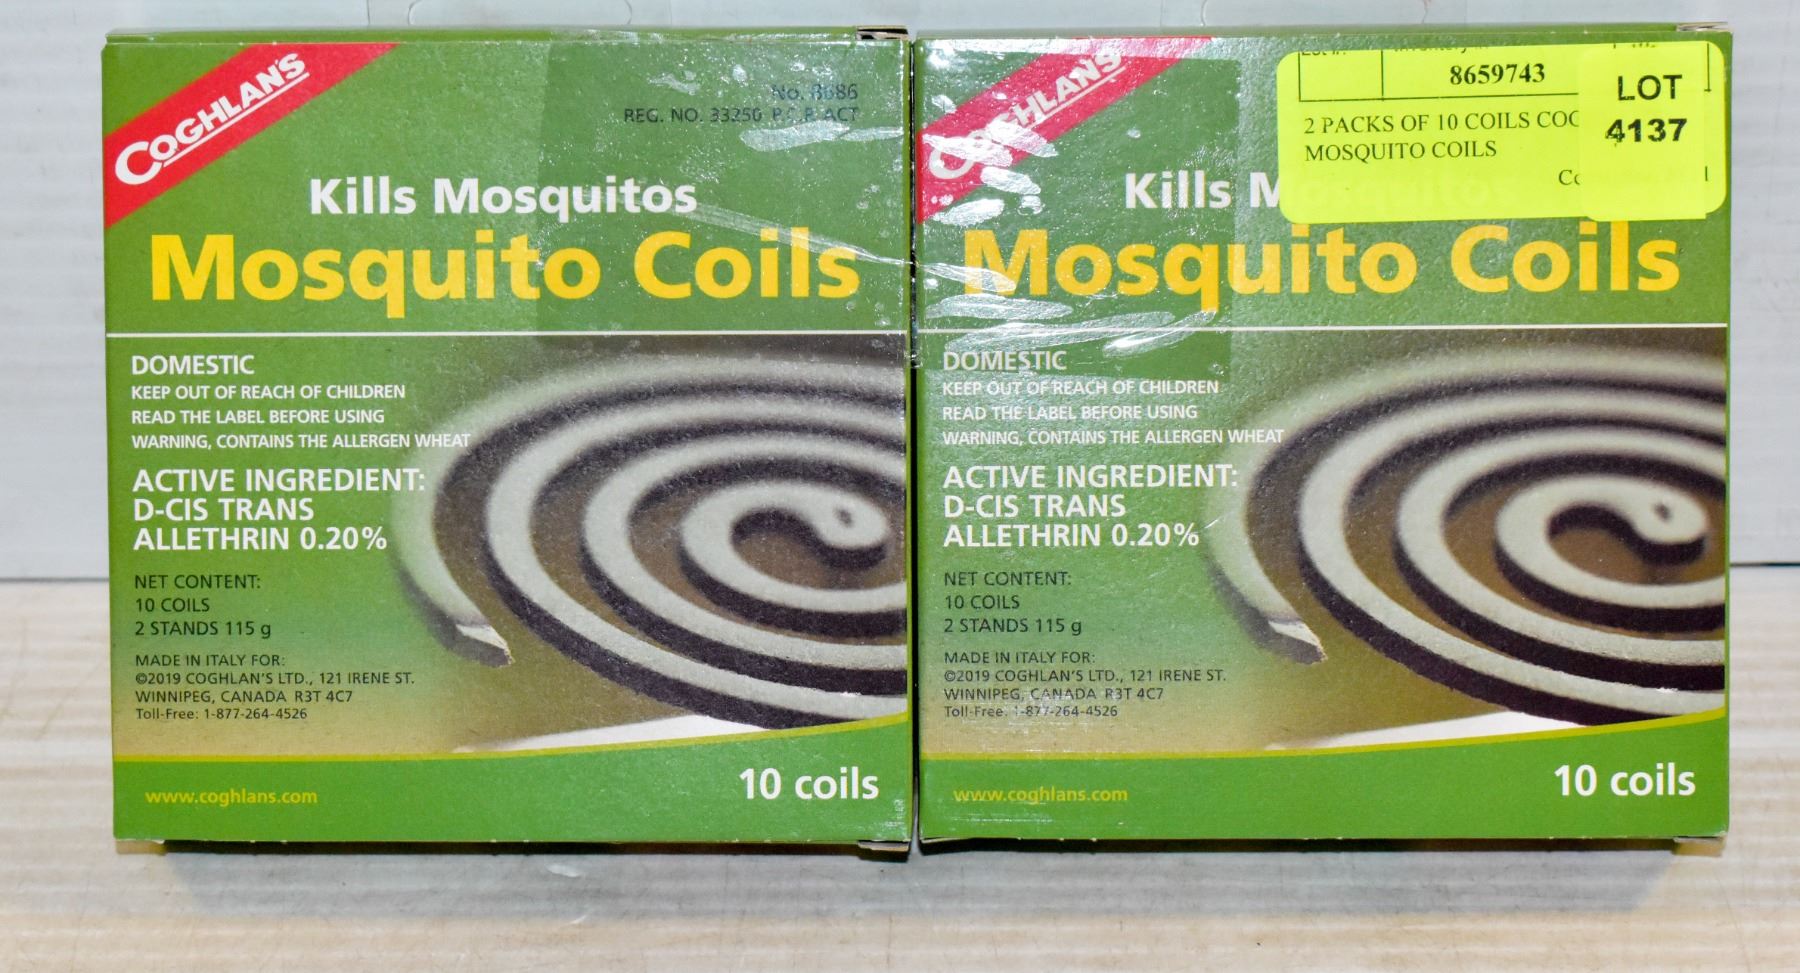 COGHLAN'S
REG. NO. 33250 P.C.P. ACT
Kills Mosquitos
Mosquito Coils
DOMESTIC
KEEP OUT OF REACH OF CHILDREN
READ THE LABEL BEFORE USING
WARNING, CONTAINS THE ALLERGEN WHEAT
ACTIVE INGREDIENT:
D-CIS TRANS
ALLETHRIN 0.20%
NET CONTENT:
10 COILS
2 STANDS 115 g
MADE IN ITALY FOR:
©2019 COGHLAN'S LTD., 121 IRENE ST.
WINNIPEG, CANADA R3T 4C7
Toll-Free: 1-877-264-4526
www.coghlans.com
10 coils
COGHLANS
8659743
2 PACKS OF 10 COILS COG
MOSQUITO COILS
LOT
4137
Kills
Mosquito Coils
DOMESTIC
KEEP OUT OF REACH OF CHILDREN
READ THE LABEL BEFORE USING
WARNING, CONTAINS THE ALLERGEN WHEAT
ACTIVE INGREDIENT:
D-CIS TRANS
ALLETHRIN 0.20%
NET CONTENT:
10 COILS
2 STANDS 115 g
MADE IN ITALY FOR:
©2019 COGHLAN'S LTD., 121 IRENE ST.
WINNIPEG, CANADA R3T 4C7
Toll-Free: 1-877-264-4526
www.coghlans.com
10 coils